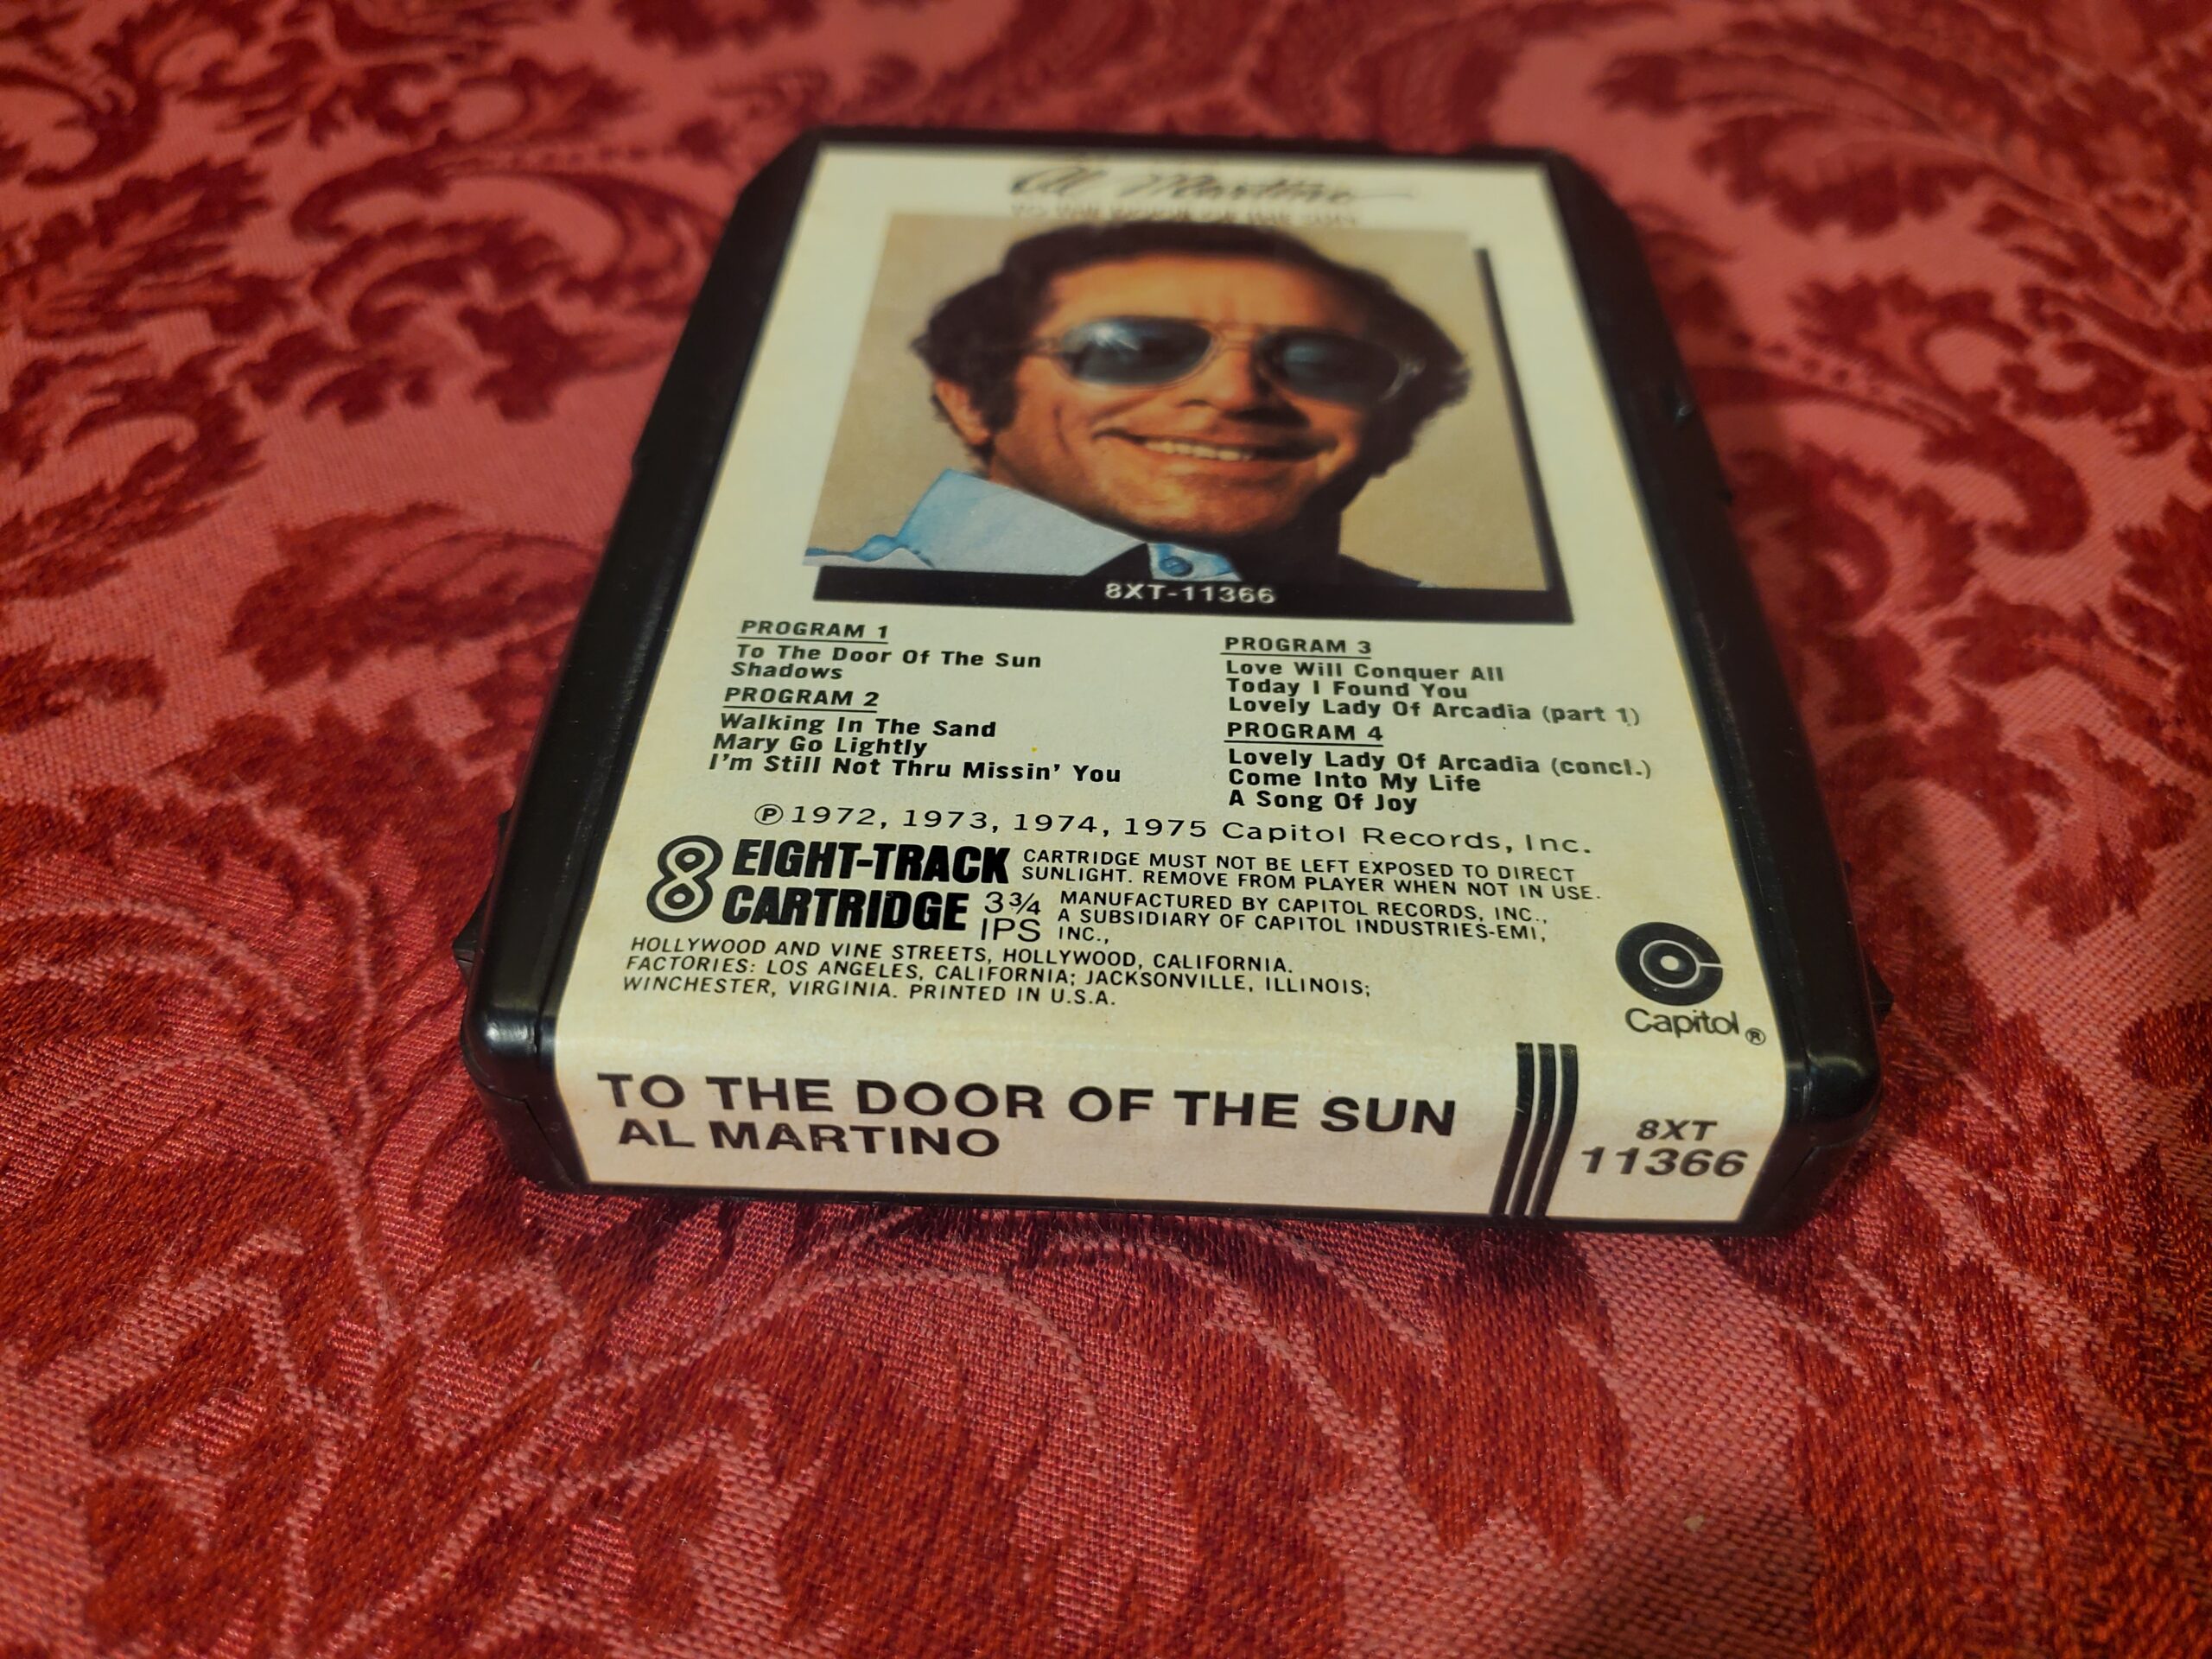 Al Martino
TO THE DOOR OF THE SUN
8XT-11366
PROGRAM 1
To The Door Of The Sun
Shadows
PROGRAM 2
Walking In The Sand
Mary Go Lightly
I'm Still Not Thru Missin' You
PROGRAM 3
Love Will Conquer All
Today I Found You
Lovely Lady Of Arcadia (part 1)
PROGRAM 4
Lovely Lady Of Arcadia (concl.)
Come Into My Life
A Song Of Joy
℗ 1972, 1973, 1974, 1975 Capitol Records, Inc.
8 EIGHT-TRACK
CARTRIDGE 3¾
IPS
CARTRIDGE MUST NOT BE LEFT EXPOSED TO DIRECT
SUNLIGHT. REMOVE FROM PLAYER WHEN NOT IN USE.
MANUFACTURED BY CAPITOL RECORDS, INC.,
A SUBSIDIARY OF CAPITOL INDUSTRIES-EMI,
INC.,
HOLLYWOOD AND VINE STREETS, HOLLYWOOD, CALIFORNIA.
FACTORIES: LOS ANGELES, CALIFORNIA; JACKSONVILLE, ILLINOIS;
WINCHESTER, VIRGINIA. PRINTED IN U.S.A.
Capitol®
TO THE DOOR OF THE SUN
AL MARTINO
8XT
11366